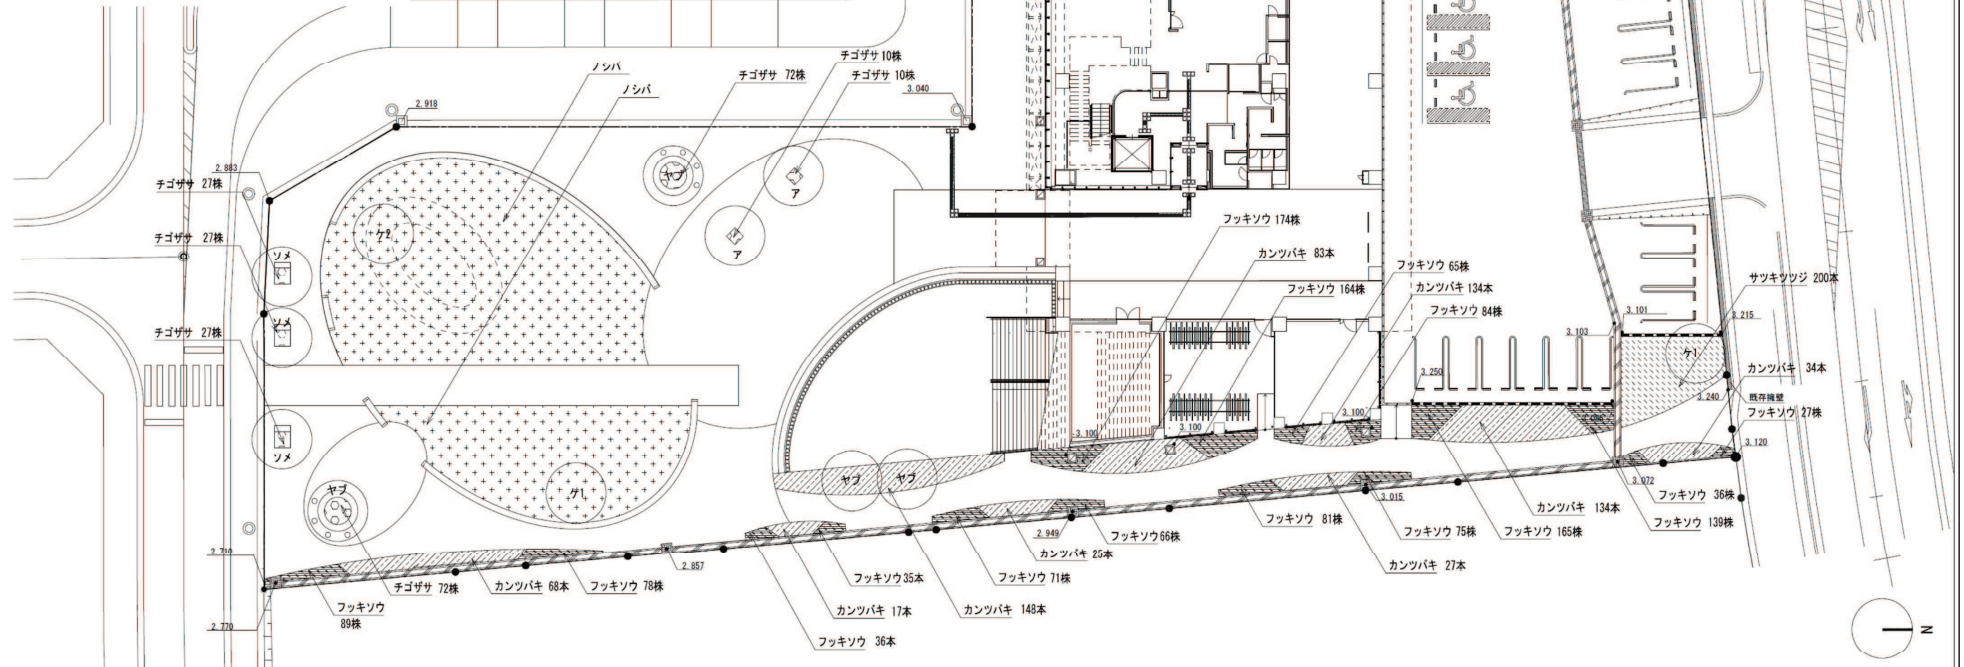 ノシバ
ノシバ
チゴザサ 72株
チゴザサ 10株
チゴザサ 10株
2.918
3.040
2.883
チゴザサ 27株
チゴザサ 27株
チゴザサ 27株
ソメ
ソメ
ソメ
ケ2
ヤブ
ア
ア
フッキソウ 174株
カンツバキ 83本
フッキソウ 164株
フッキソウ 65株
カンツバキ 134本
フッキソウ 84株
サツキツツジ 200本
3.101
3.215
3.103
ケ1
カンツバキ 34本
3.250
3.240
既存擁壁
フッキソウ 27株
3.120
3.100
3.100
3.100
ヤブ
ヤブ
ヤブ
ケ1
3.072
フッキソウ 36株
フッキソウ 139株
カンツバキ 134本
フッキソウ 165株
3.015
フッキソウ 75株
カンツバキ 27本
フッキソウ 81株
2.949
フッキソウ 66株
カンツバキ 25本
フッキソウ 71株
カンツバキ 148本
フッキソウ 35本
カンツバキ 17本
フッキソウ 36本
2.857
フッキソウ 78株
カンツバキ 68本
チゴザサ 72株
フッキソウ
89株
2.710
2.770
N